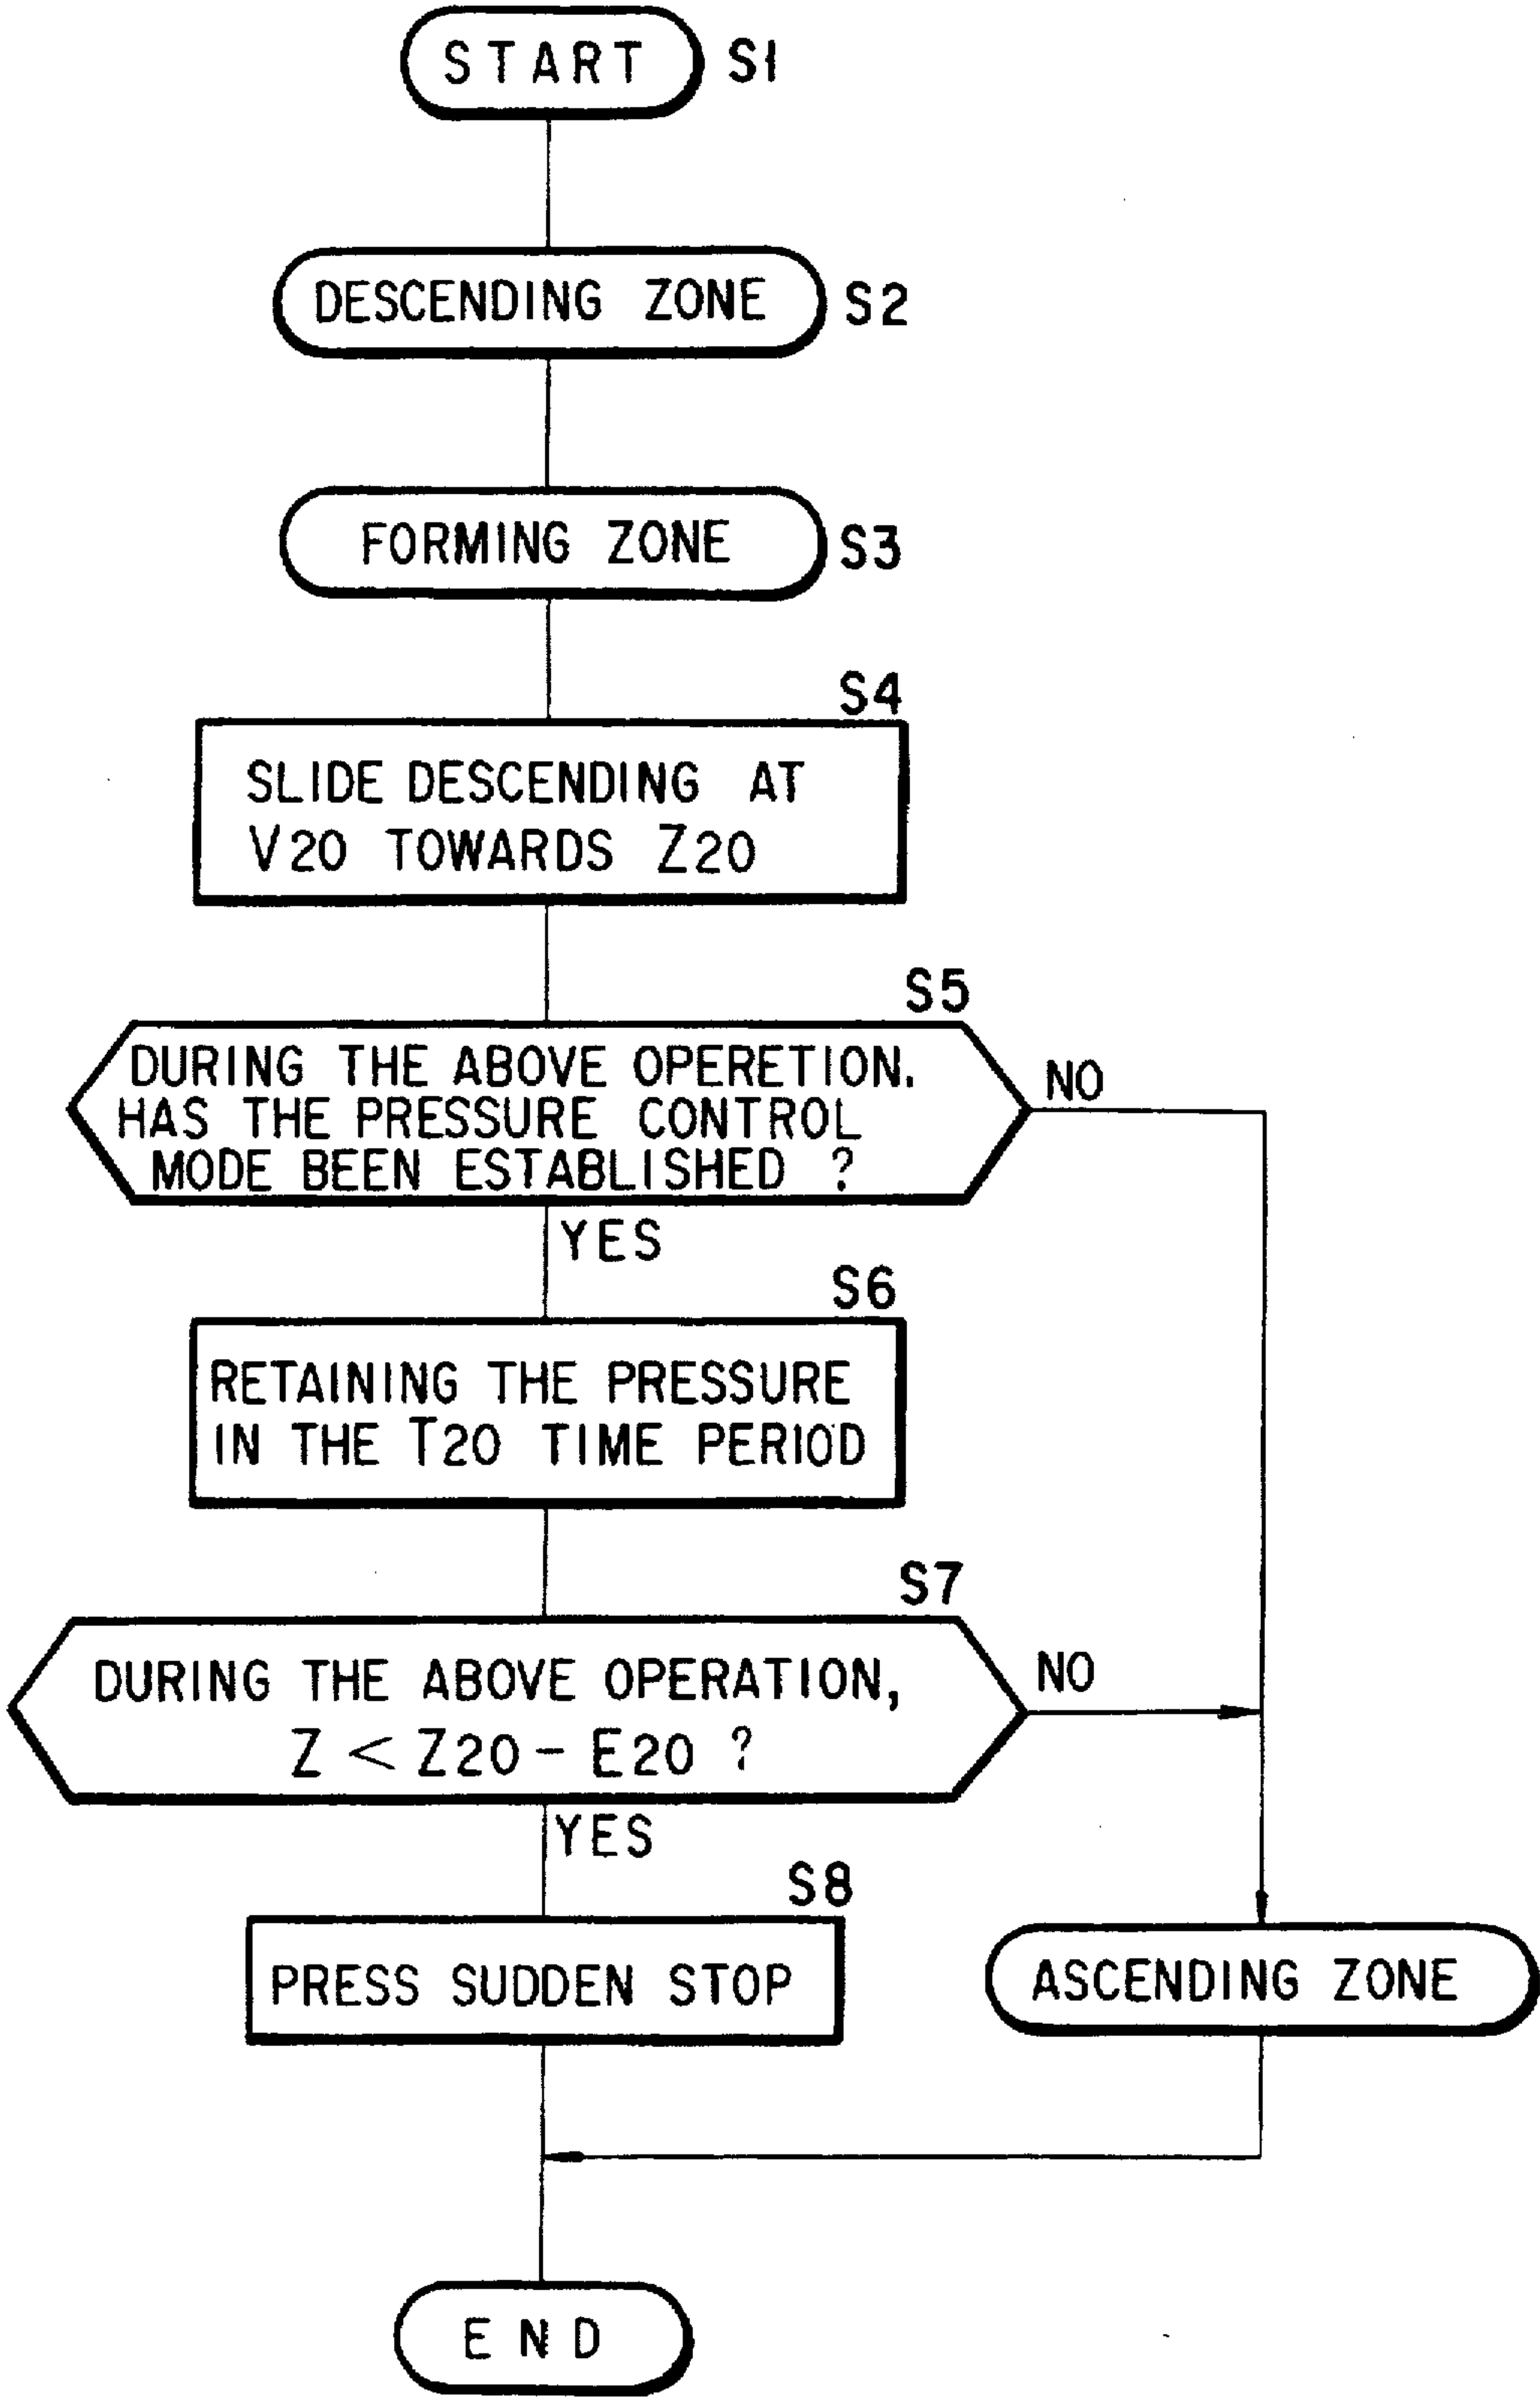 START S1
DESCENDING ZONE S2
FORMING ZONE S3
S4
SLIDE DESCENDING AT
V20 TOWARDS Z20
S5
DURING THE ABOVE OPERETION.
HAS THE PRESSURE CONTROL
MODE BEEN ESTABLISHED ?
NO
YES
S6
RETAINING THE PRESSURE
IN THE T20 TIME PERIOD
S7
DURING THE ABOVE OPERATION,
Z < Z20 - E20 ?
NO
YES
S8
PRESS SUDDEN STOP
ASCENDING ZONE
END